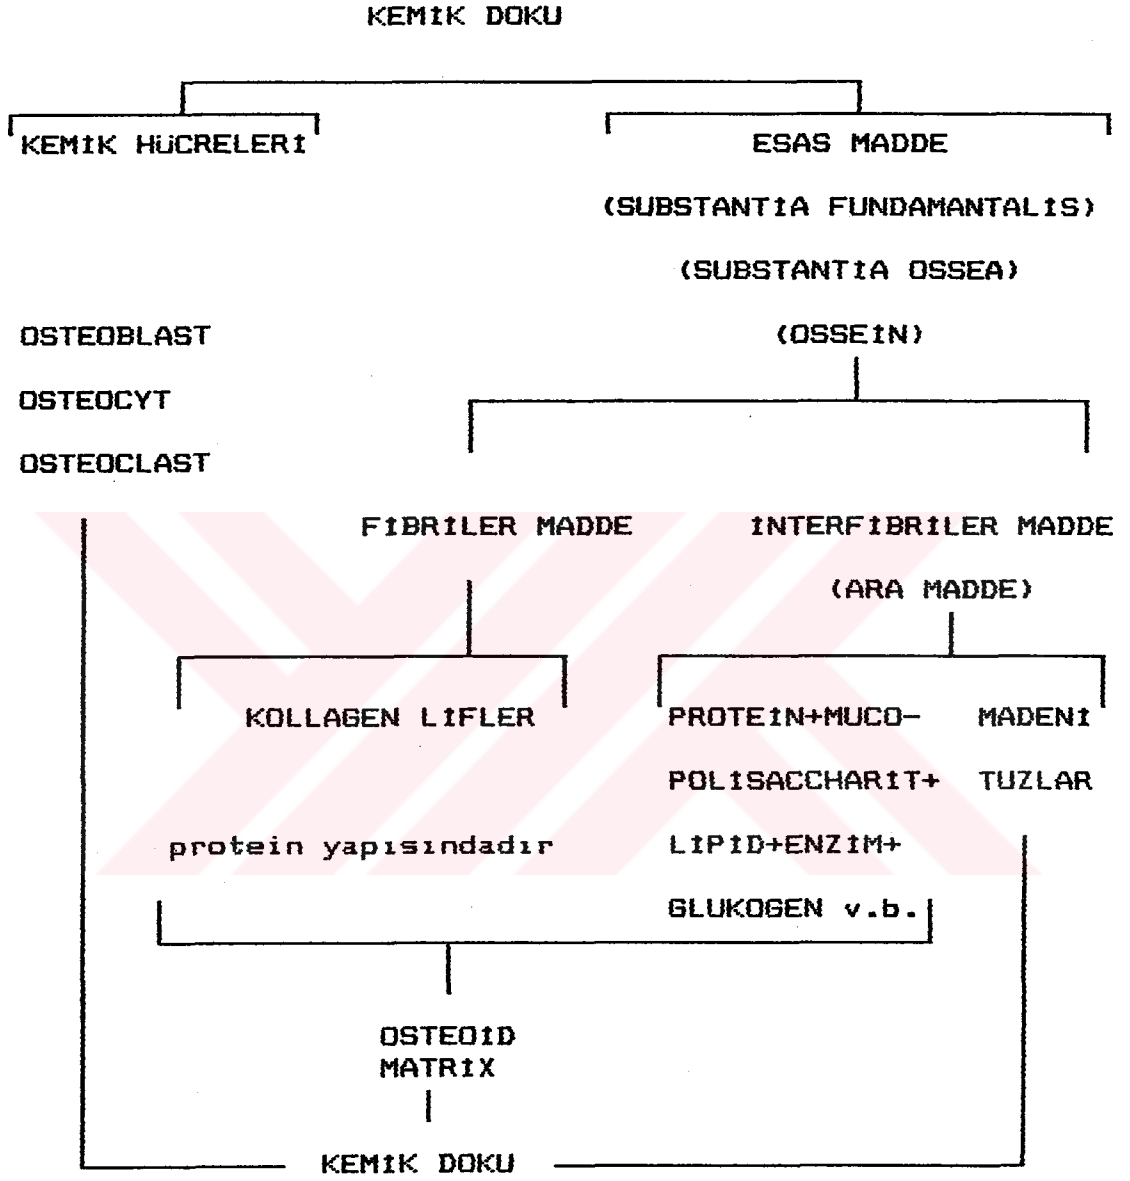 KEMİK DOKU
KEMİK HüCRELERİ
ESAS MADDE
(SUBSTANTİA FUNDAMANTALİS)
(SUBSTANTİA OSSEA)
OSTEOBLAST
(OSSEİN)
OSTEOCYT
OSTEOCLAST
FİBRİLER MADDE
İNTERFİBRİLER MADDE
(ARA MADDE)
KOLLAGEN LİFLER
PROTEİN+MUCO-
MADENİ
POLİSACCHARİT+
TUZLAR
protein yapısındadır
LİPİD+ENZİM+
GLUKOGEN v.b.
OSTEOİD
MATRİX
KEMİK DOKU